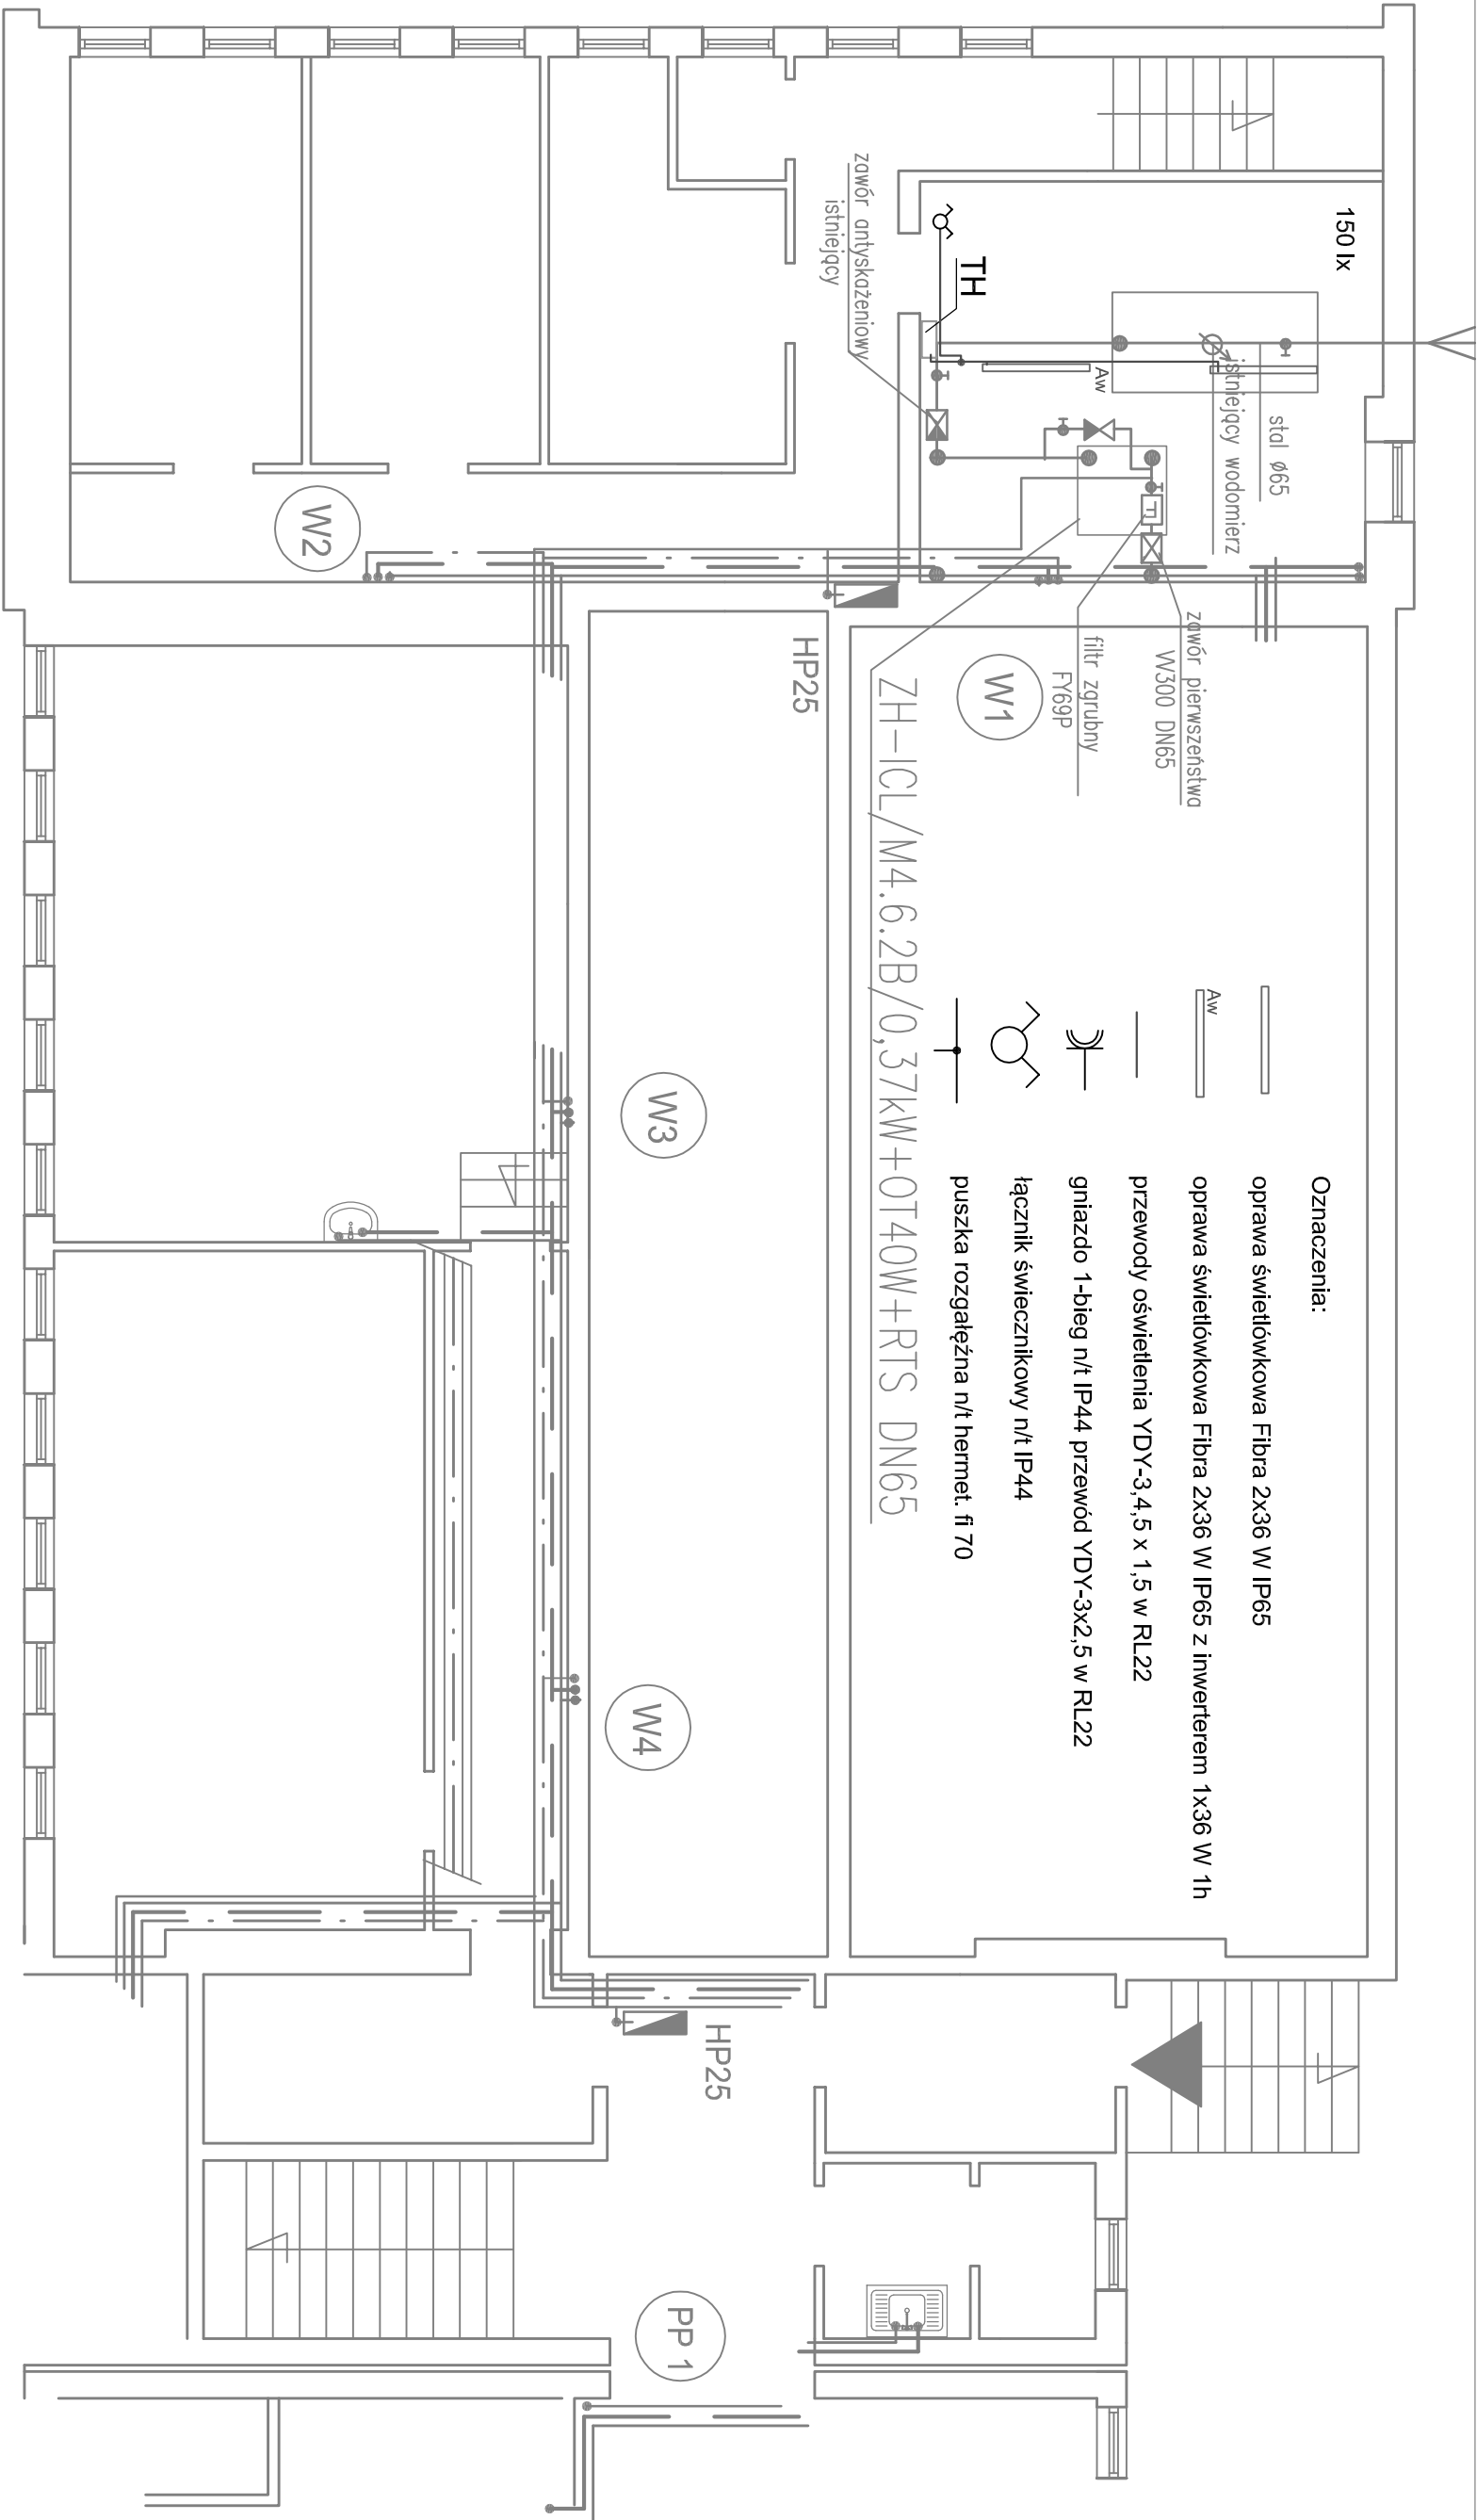 150 lx
TH
Aw
stal ø65
istniejący wodomierz
zawór antyskażeniowy
istniejący
zawór pierwszeństwa
W300 DN65
filtr zgrubny
FY69P
F
W1
W2
HP25
ZH-ICL/M4.6.2B/0,37kW+OT40W+RTS DN65
Oznaczenia:
oprawa świetlówkowa Fibra 2x36 W IP65
Aw
oprawa świetlówkowa Fibra 2x36 W IP65 z inwerterem 1x36 W 1h
przewody oświetlenia YDY-3,4,5 x 1,5 w RL22
gniazdo 1-bieg n/t IP44 przewód YDY-3x2,5 w RL22
łącznik świecznikowy n/t IP44
puszka rozgałęźna n/t hermet. fi 70
W3
W4
HP25
PP 1